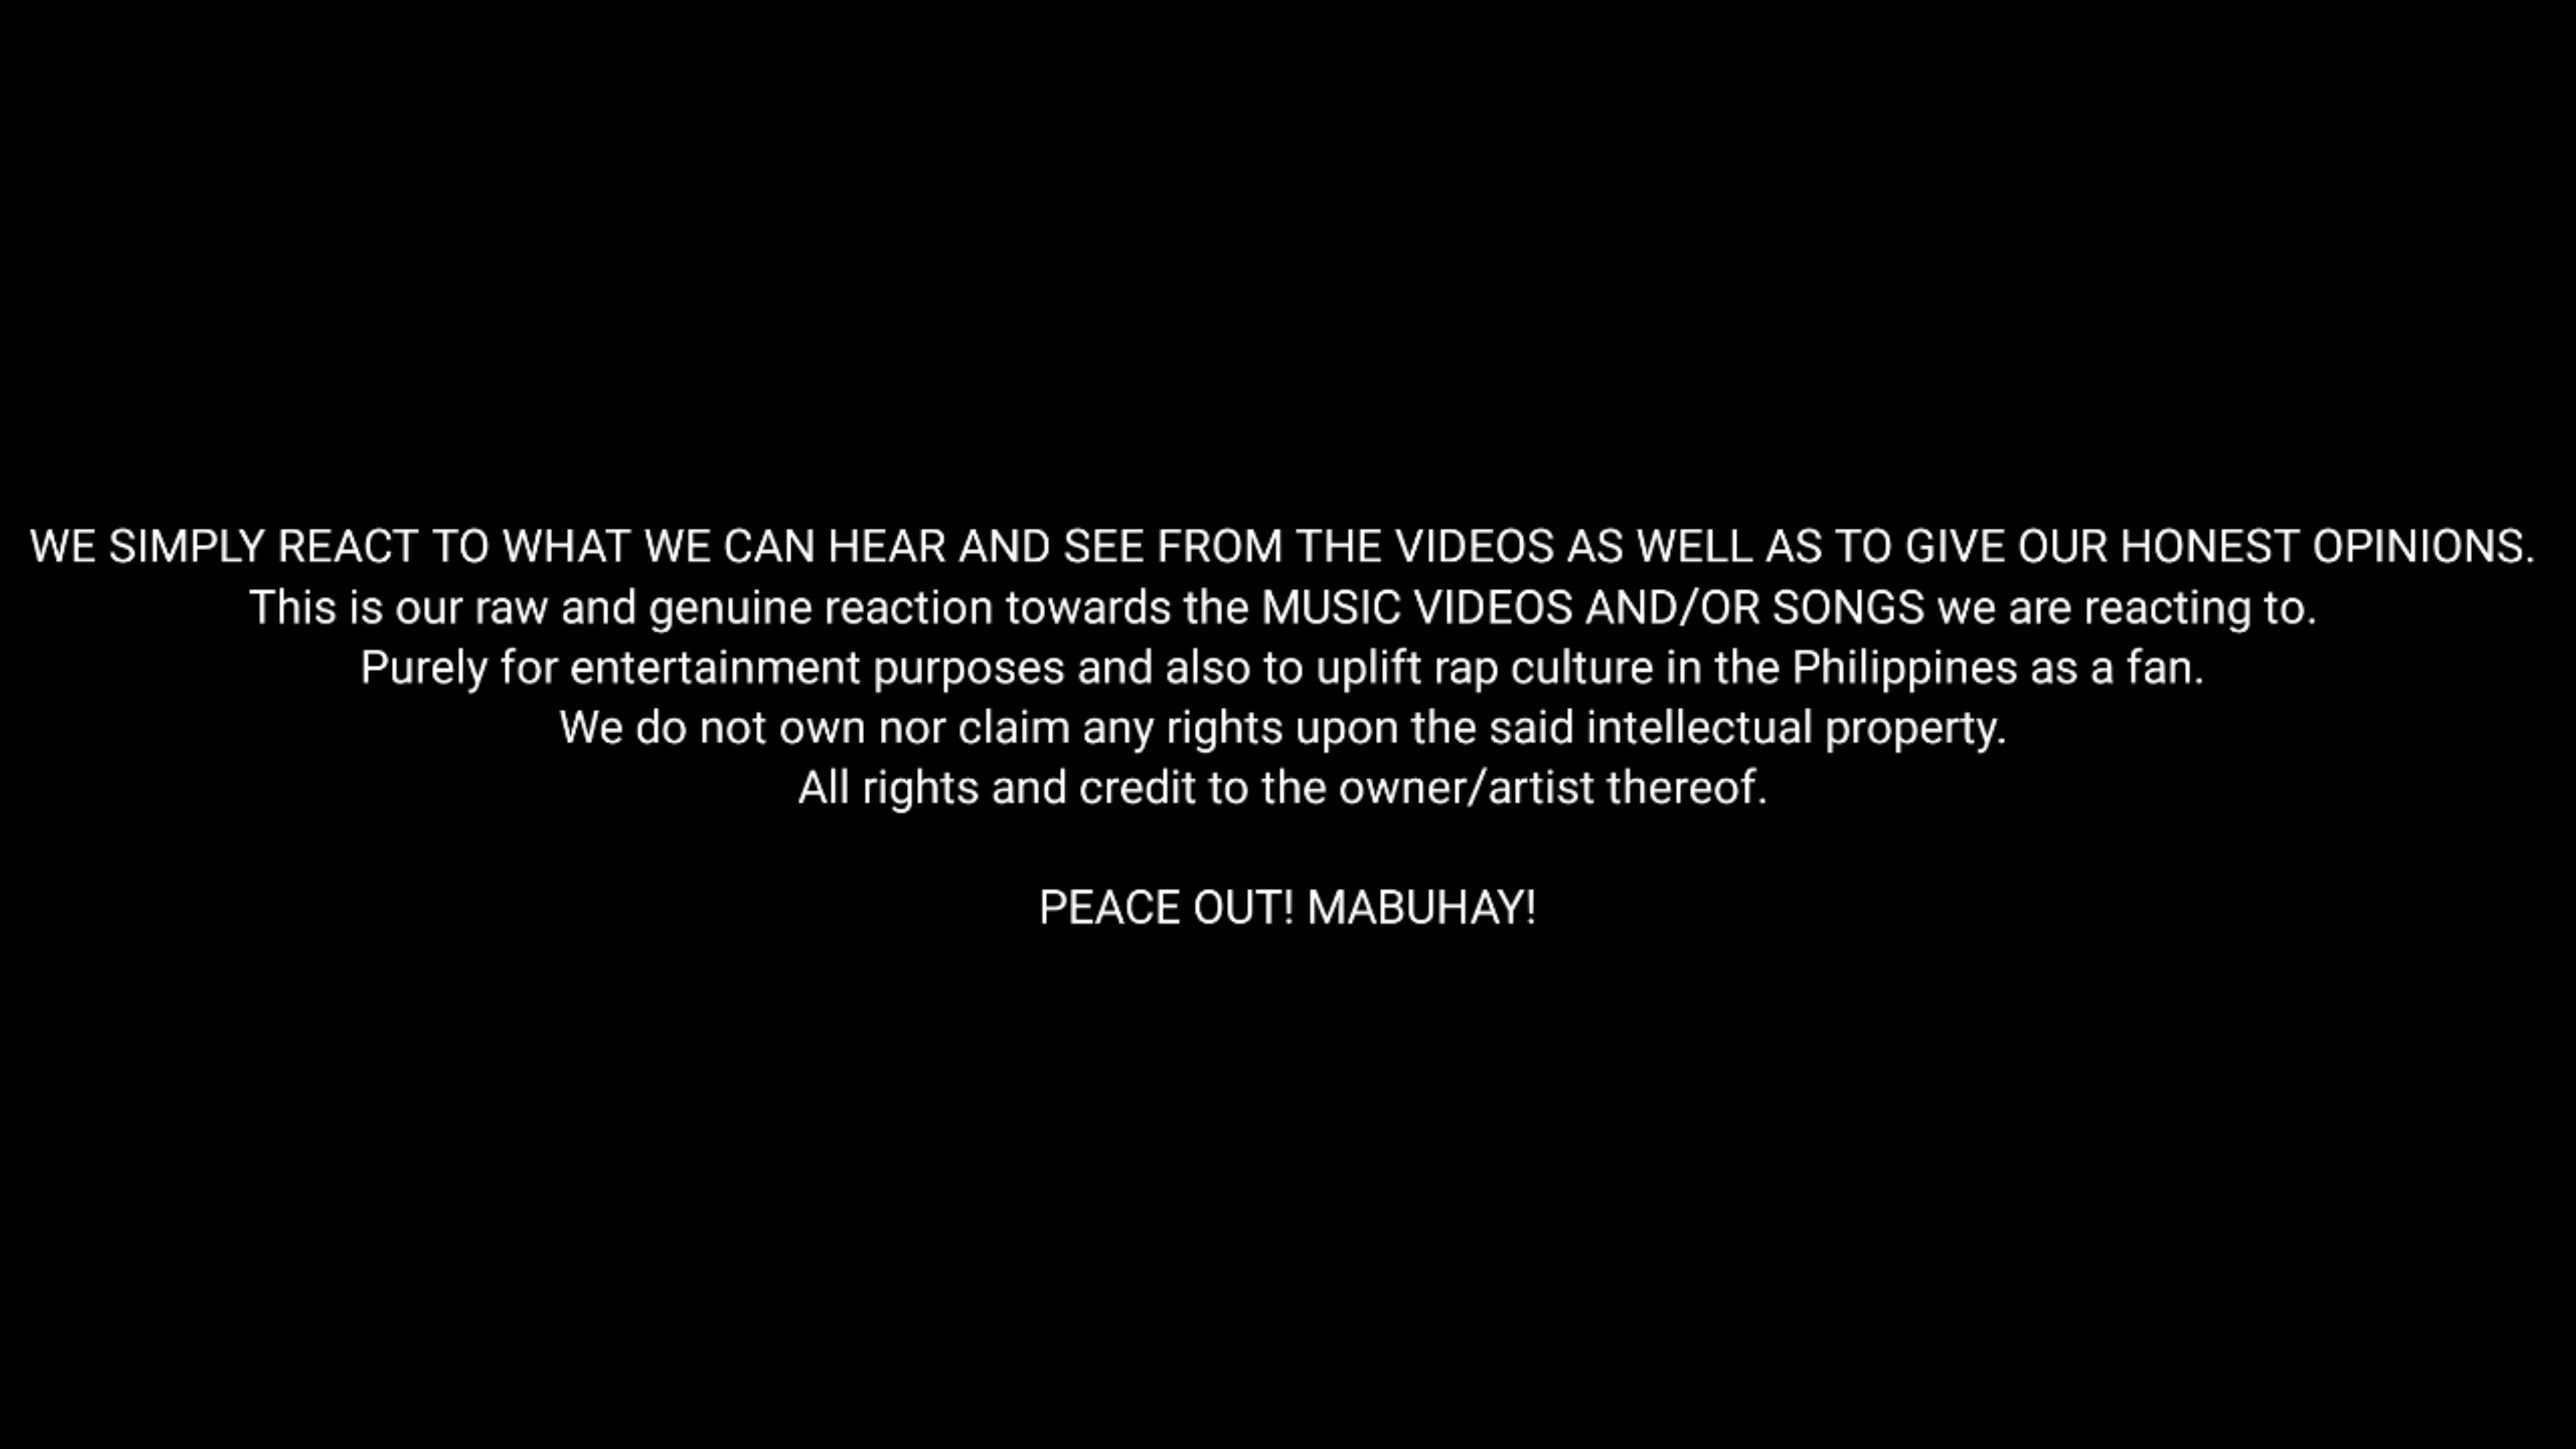 WE SIMPLY REACT TO WHAT WE CAN HEAR AND SEE FROM THE VIDEOS AS WELL AS TO GIVE OUR HONEST OPINIONS.
This is our raw and genuine reaction towards the MUSIC VIDEOS AND/OR SONGS we are reacting to.
Purely for entertainment purposes and also to uplift rap culture in the Philippines as a fan.
We do not own nor claim any rights upon the said intellectual property.
All rights and credit to the owner/artist thereof.
PEACE OUT! MABUHAY!